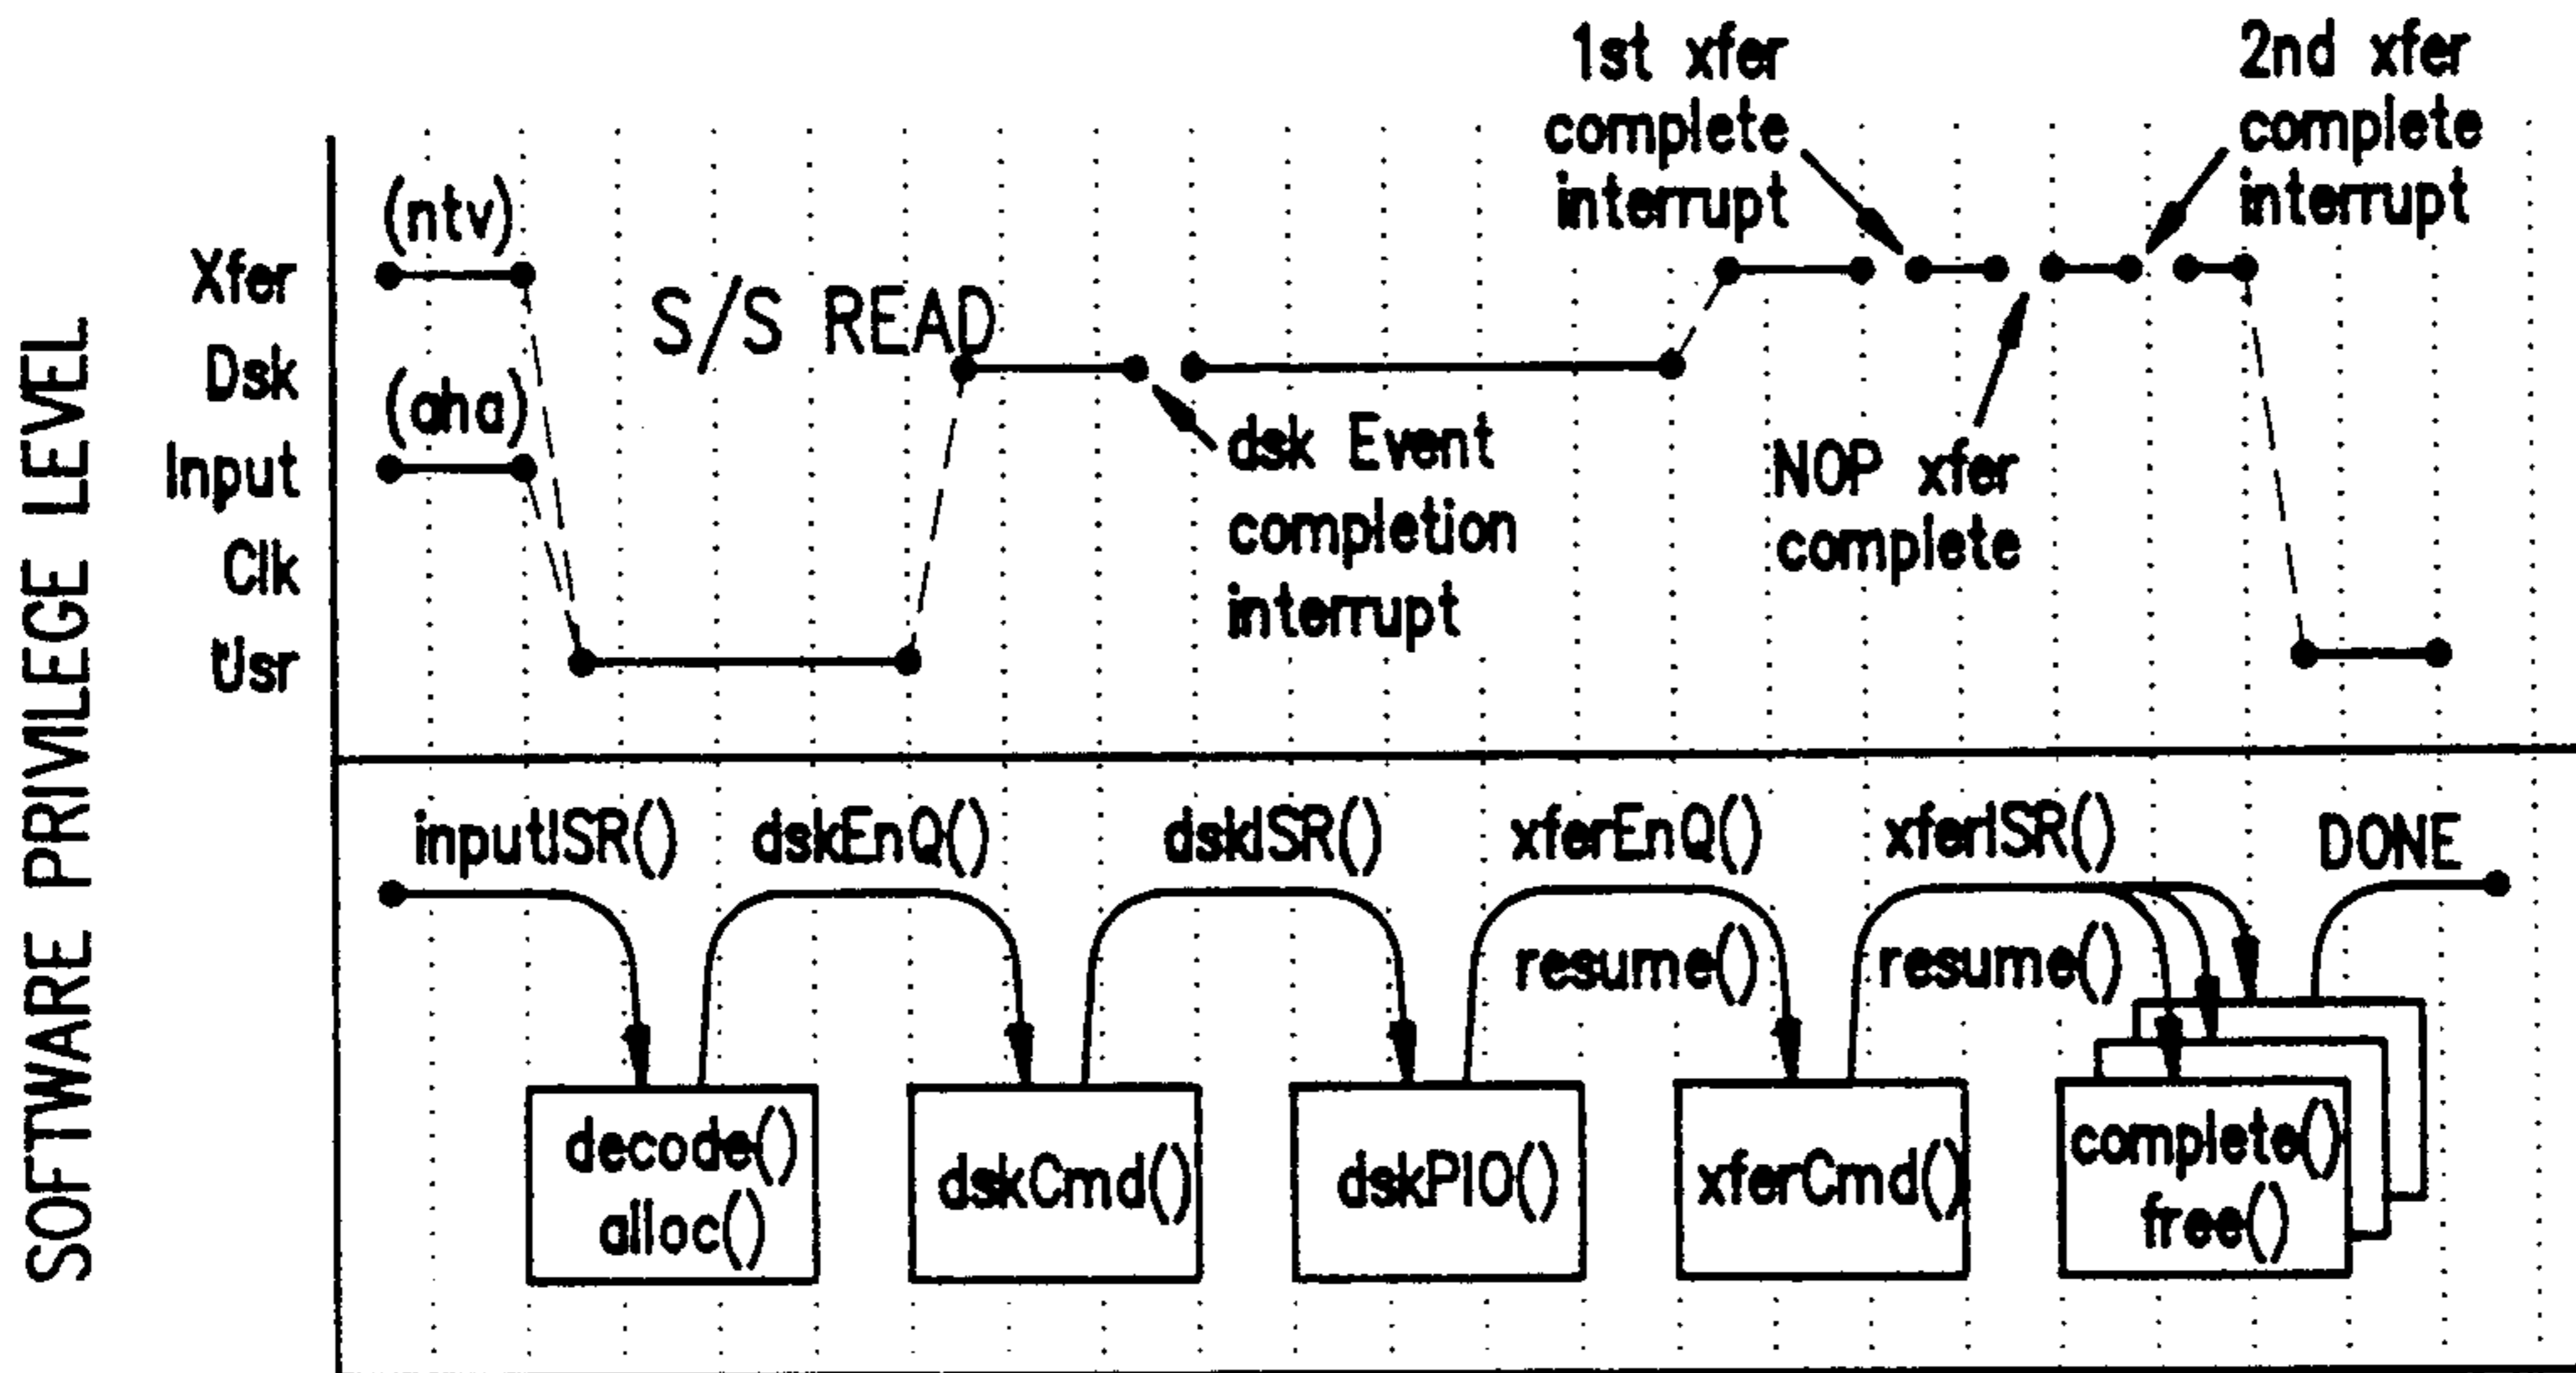 SOFTWARE PRIVILEGE LEVEL
1st xfer
complete
interrupt
2nd xfer
complete
interrupt
(ntv)
Xfer
S/S READ
Dsk
(aha)
Input
dsk Event
completion
interrupt
NOP xfer
complete
Clk
Usr
inputISR()
dskEnQ()
dskISR()
xferEnQ()
xferISR()
DONE
resume()
resume()
decode()
alloc()
dskCmd()
dskPIO()
xferCmd()
complete()
free()